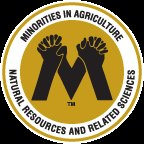 MINORITIES IN AGRICULTURE
NATURAL RESOURCES AND RELATED SCIENCES
M
TM